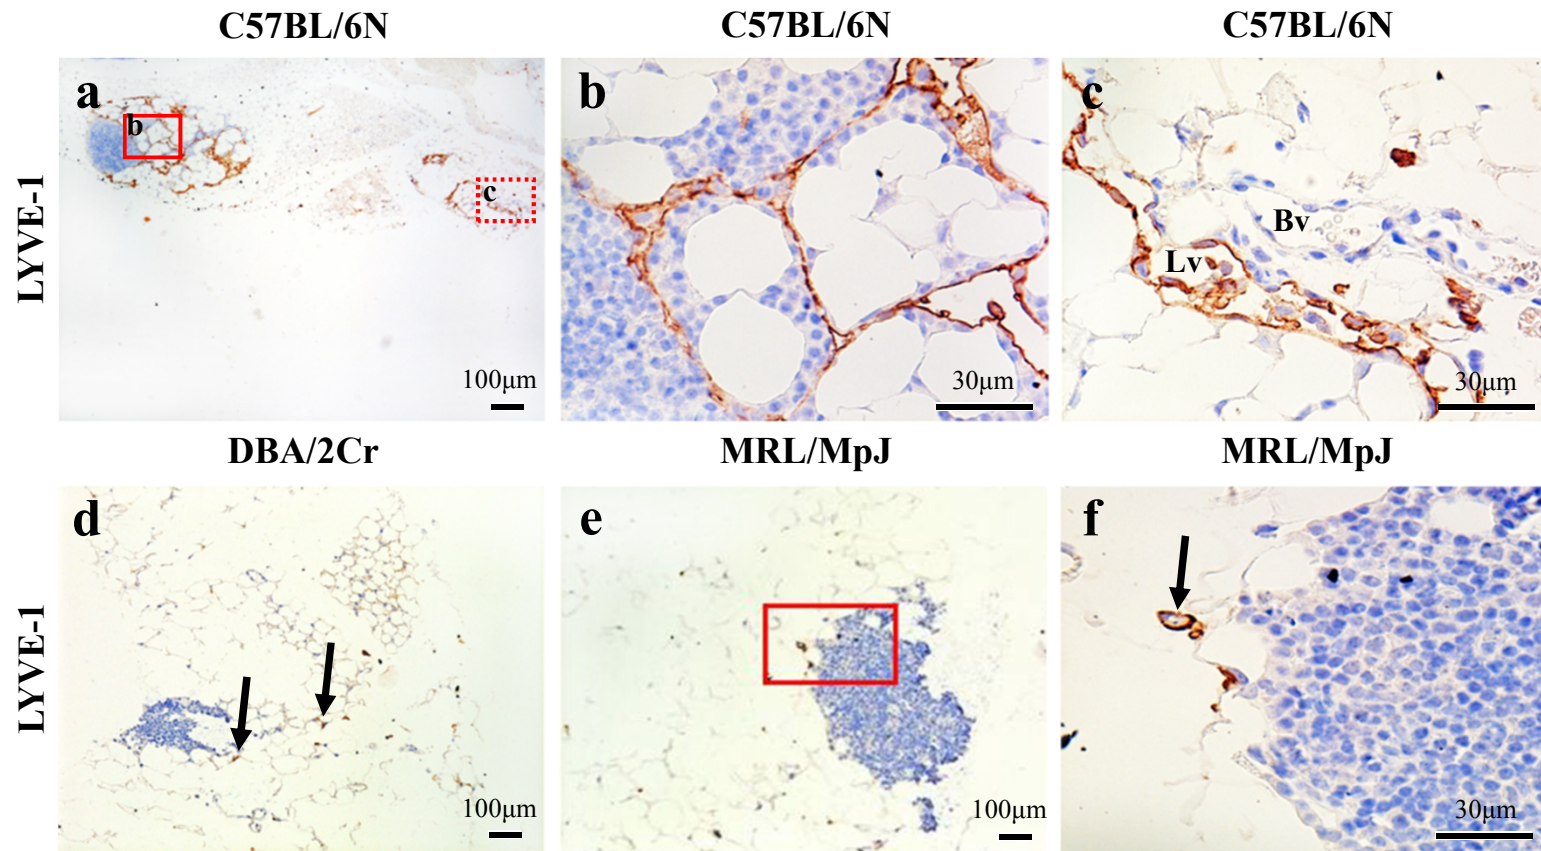 C57BL/6N
C57BL/6N
C57BL/6N
LYVE-1
a
b
c
100μm
b
30μm
c
Bv
Lv
30μm
DBA/2Cr
MRL/MpJ
MRL/MpJ
LYVE-1
d
100μm
e
100μm
f
30μm